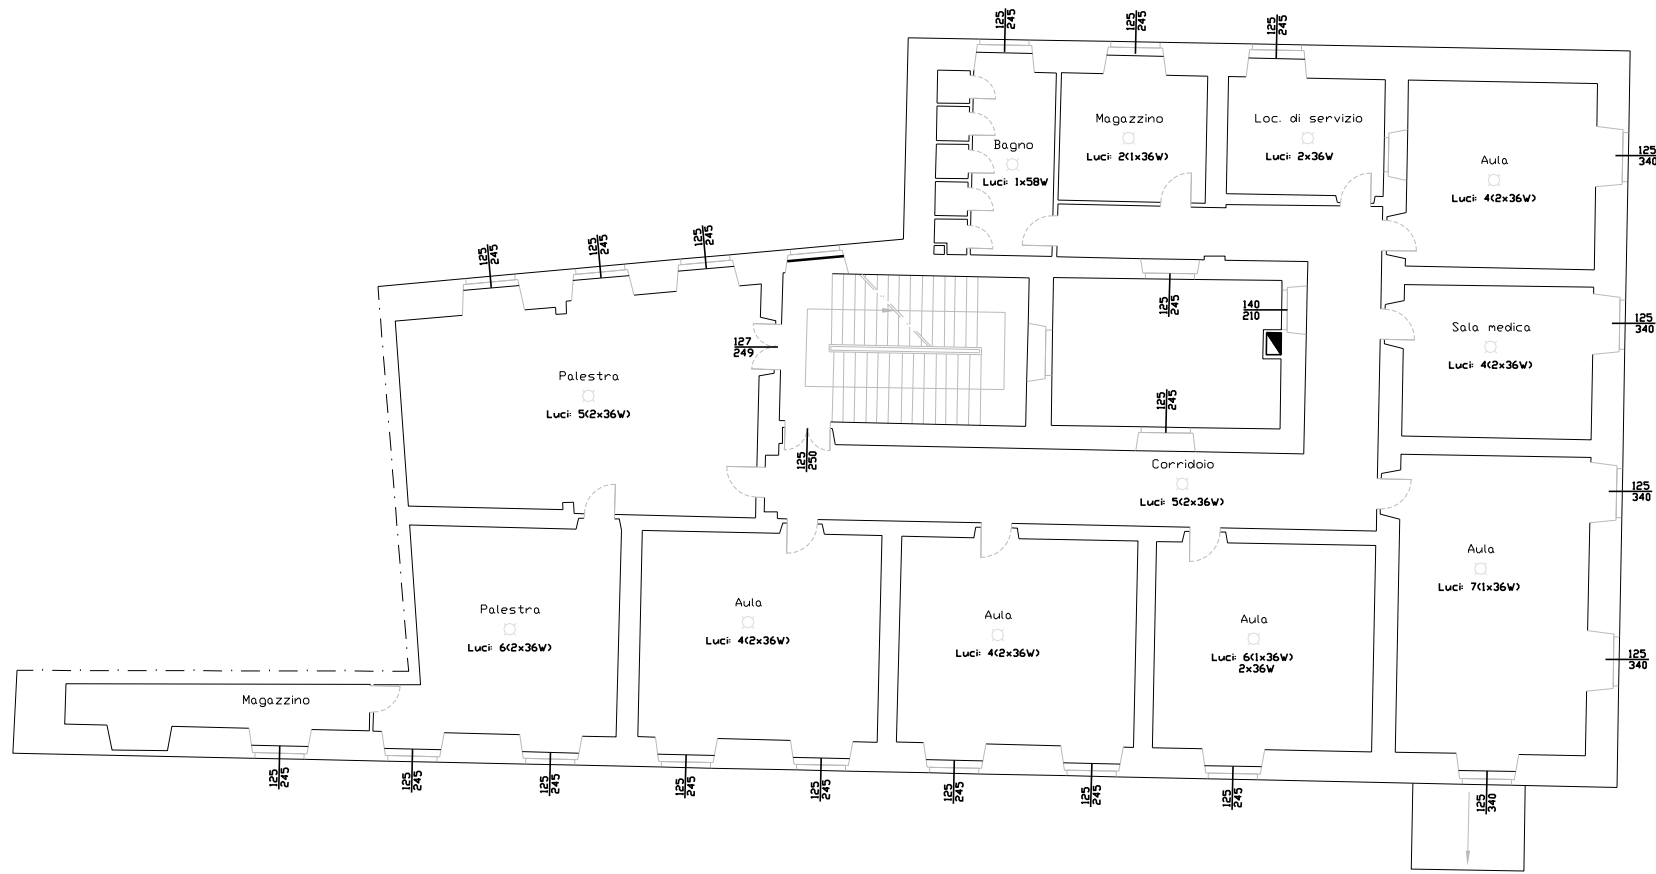 125
245
125
245
125
245
Magazzino
Luci: 2(1x36W)
Loc. di servizio
Luci: 2x36W
Bagno
Luci: 1x58W
Aula
Luci: 4(2x36W)
125
340
125
245
125
245
125
245
125
245
140
210
127
249
Sala medica
Luci: 4(2x36W)
125
340
Palestra
Luci: 5(2x36W)
125
245
125
250
Corridoio
Luci: 5(2x36W)
125
340
Aula
Luci: 7(1x36W)
Palestra
Luci: 6(2x36W)
Aula
Luci: 4(2x36W)
Aula
Luci: 4(2x36W)
Aula
Luci: 6(1x36W)
2x36W
125
340
Magazzino
125
245
125
245
125
245
125
245
125
245
125
245
125
245
125
245
125
340